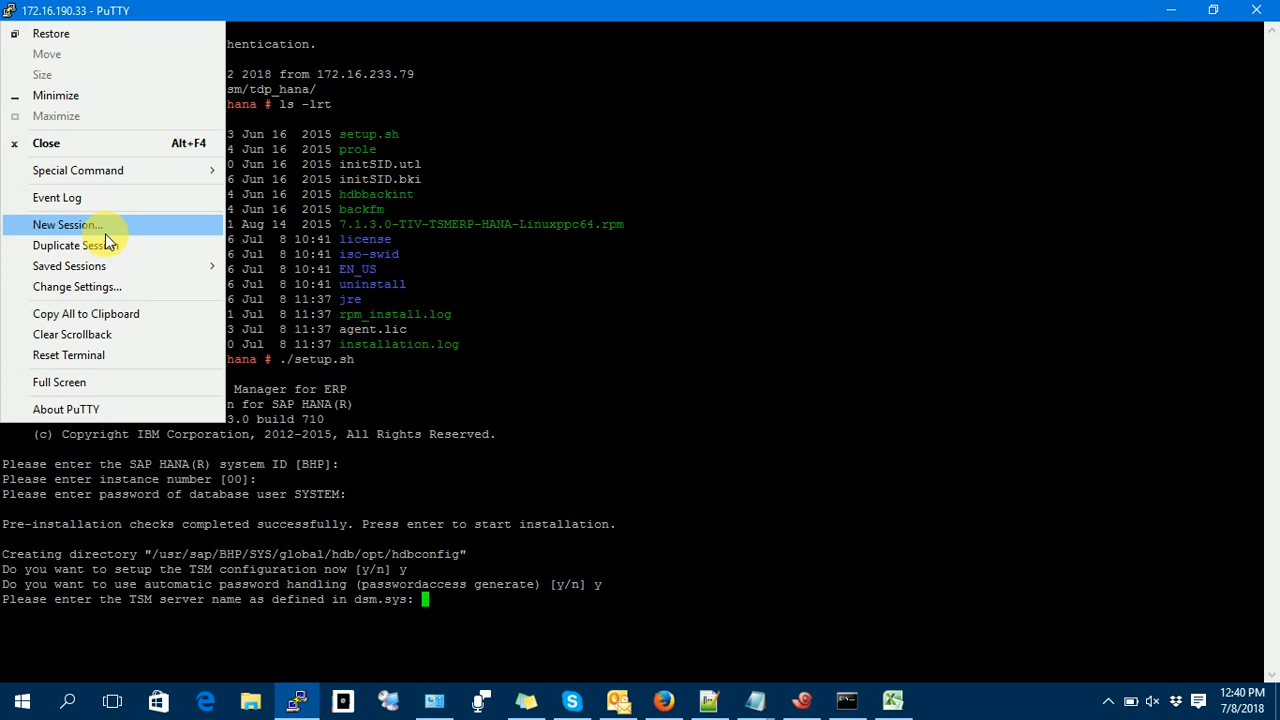 172.16.190.33 - PuTTY
Restore
Move
Size
Minimize
Maximize
Close Alt+F4
Special Command
Event Log
New Session...
Duplicate Session
Saved Sessions
Change Settings...
Copy All to Clipboard
Clear Scrollback
Reset Terminal
Full Screen
About PuTTY
hentication.
2 2018 from 172.16.233.79
sm/tdp_hana/
hana # ls -lrt
3 Jun 16 2015 setup.sh
4 Jun 16 2015 prole
0 Jun 16 2015 initSID.utl
6 Jun 16 2015 initSID.bki
4 Jun 16 2015 hdbbackint
4 Jun 16 2015 backfm
1 Aug 14 2015 7.1.3.0-TIV-TSMERP-HANA-Linuxppc64.rpm
6 Jul 8 10:41 license
6 Jul 8 10:41 iso-swid
6 Jul 8 10:41 EN_US
6 Jul 8 10:41 uninstall
6 Jul 8 11:37 jre
1 Jul 8 11:37 rpm_install.log
3 Jul 8 11:37 agent.lic
0 Jul 8 11:37 installation.log
hana # ./setup.sh
Manager for ERP
n for SAP HANA(R)
3.0 build 710
(c) Copyright IBM Corporation, 2012-2015, All Rights Reserved.
Please enter the SAP HANA(R) system ID [BHP]:
Please enter instance number [00]:
Please enter password of database user SYSTEM:
Pre-installation checks completed successfully. Press enter to start installation.
Creating directory "/usr/sap/BHP/SYS/global/hdb/opt/hdbconfig"
Do you want to setup the TSM configuration now [y/n] y
Do you want to use automatic password handling (passwordaccess generate) [y/n] y
Please enter the TSM server name as defined in dsm.sys:
12:40 PM
7/8/2018